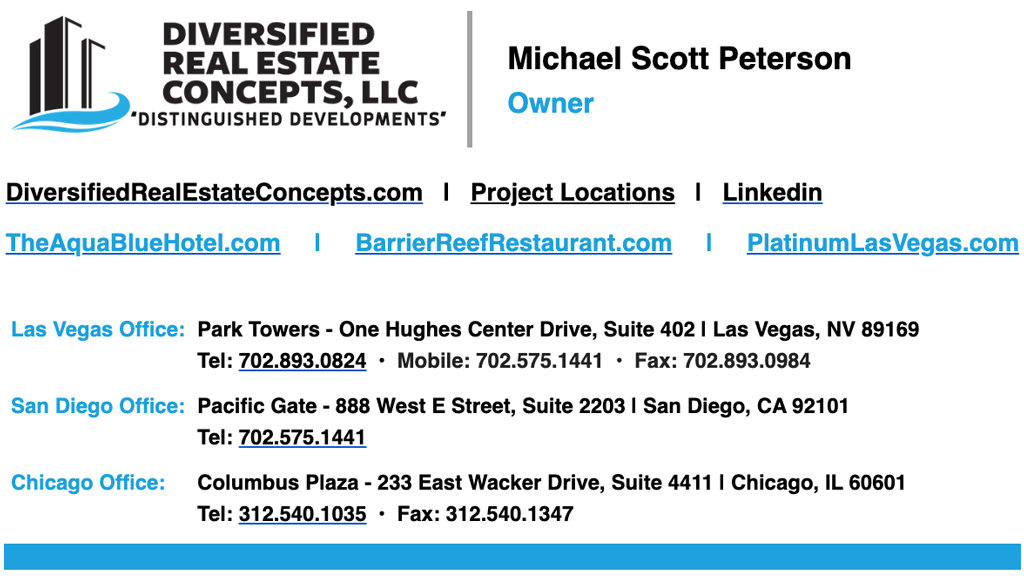 DIVERSIFIED
REAL ESTATE
CONCEPTS, LLC
"DISTINGUISHED DEVELOPMENTS"
Michael Scott Peterson
Owner
DiversifiedRealEstateConcepts.com | Project Locations | Linkedin
TheAquaBlueHotel.com | BarrierReefRestaurant.com | PlatinumLasVegas.com
Las Vegas Office: Park Towers - One Hughes Center Drive, Suite 402 | Las Vegas, NV 89169
Tel: 702.893.0824 · Mobile: 702.575.1441 · Fax: 702.893.0984
San Diego Office: Pacific Gate - 888 West E Street, Suite 2203 | San Diego, CA 92101
Tel: 702.575.1441
Chicago Office: Columbus Plaza - 233 East Wacker Drive, Suite 4411 | Chicago, IL 60601
Tel: 312.540.1035 · Fax: 312.540.1347